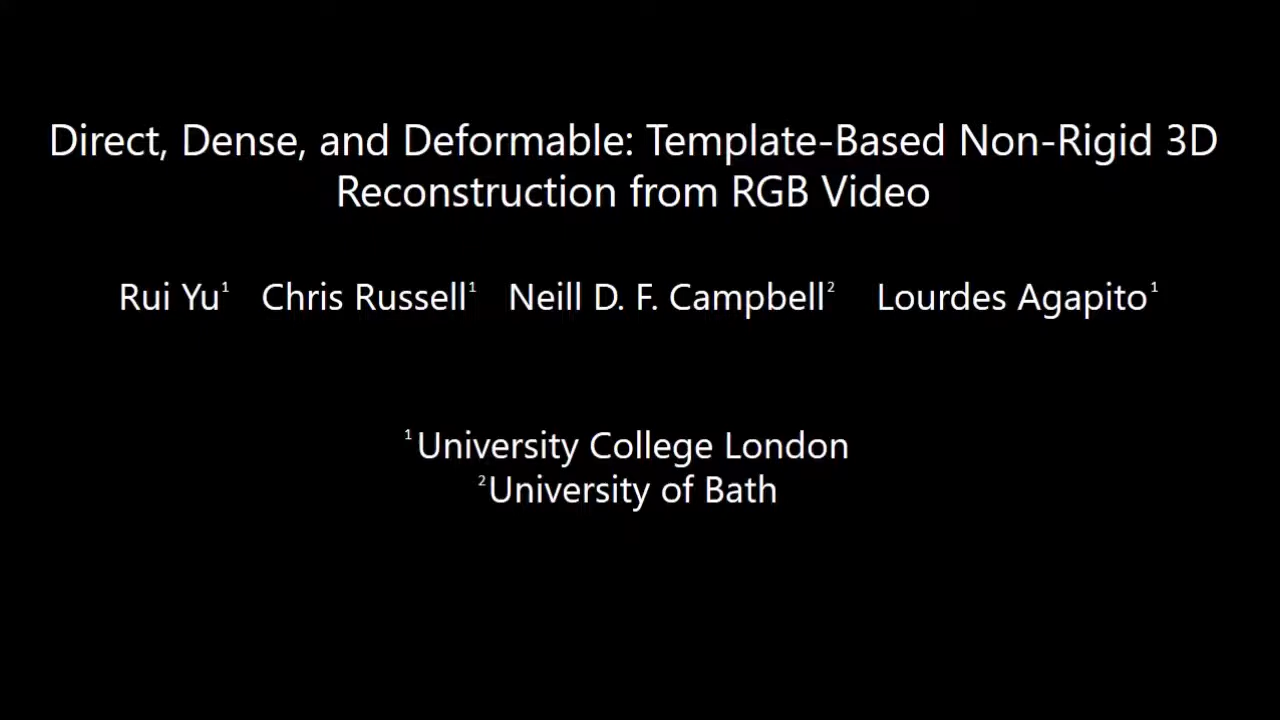 Direct, Dense, and Deformable: Template-Based Non-Rigid 3D
Reconstruction from RGB Video
Rui Yu¹ Chris Russell¹ Neill D. F. Campbell² Lourdes Agapito¹
¹University College London
²University of Bath